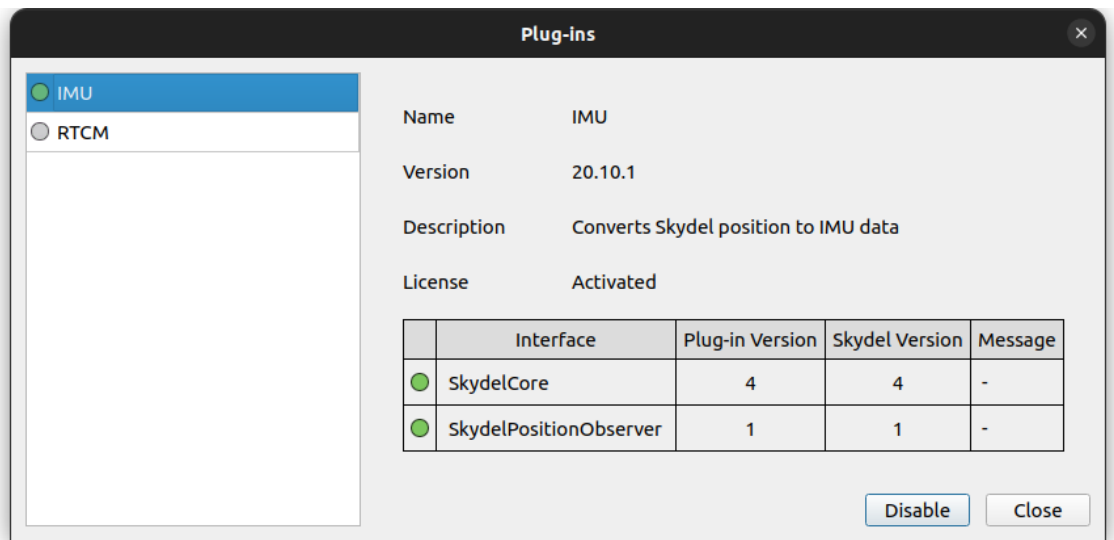 Plug-ins
IMU
RTCM
Name IMU
Version 20.10.1
Description Converts Skydel position to IMU data
License Activated
Interface Plug-in Version Skydel Version Message
SkydelCore 4 4 -
SkydelPositionObserver 1 1 -
Disable Close